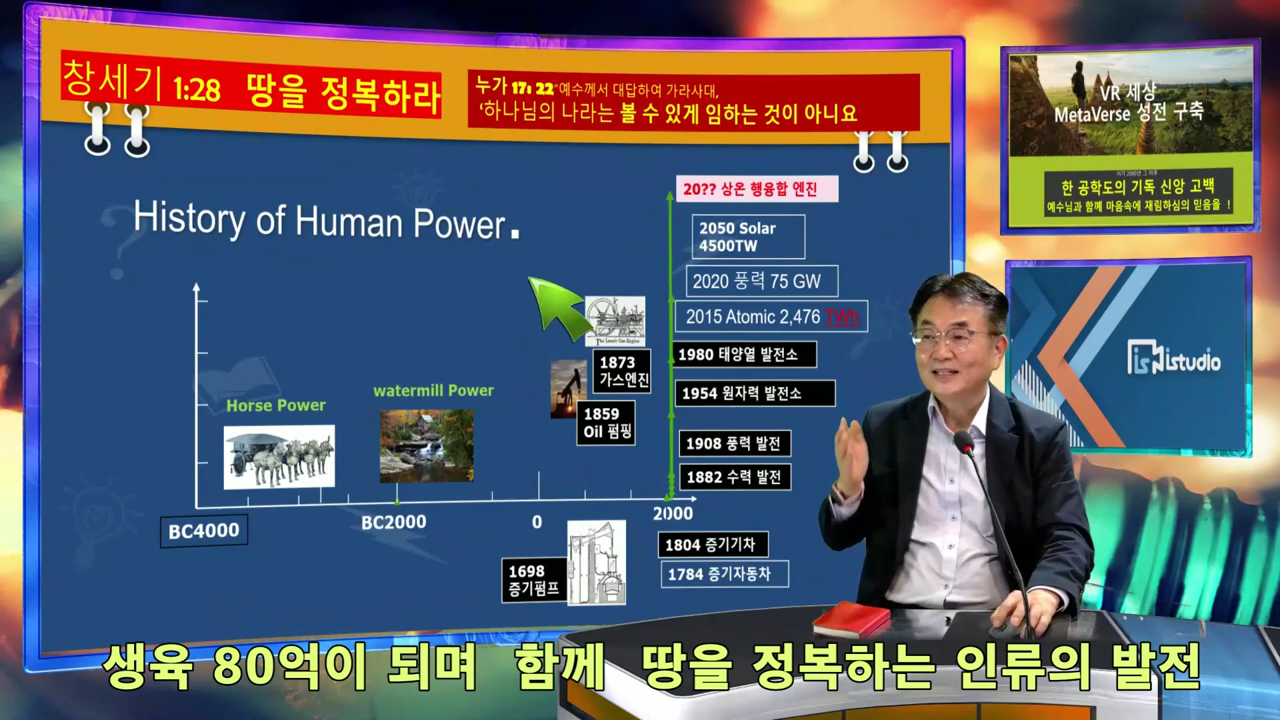 창세기 1:28 땅을 정복하라
누가 17: 22“예수께서 대답하여 가라사대,
‘하나님의 나라는 볼 수 있게 임하는 것이 아니요
History of Human Power.
20?? 상온 행융합 엔진
2050 Solar
4500TW
2020 풍력 75 GW
2015 Atomic 2,476 TWh
1980 태양열 발전소
1954 원자력 발전소
1908 풍력 발전
1882 수력 발전
The Lenoir Gas Engine
1873
가스엔진
1859
Oil 펌핑
watermill Power
Horse Power
BC4000
BC2000
0
2000
1698
증기펌프
1804 증기기차
1784 증기자동차
VR 세상
MetaVerse 성전 구축
한 공학도의 기독 신앙 고백
예수님과 함께 마음속에 재림하심의 믿음을 !
is
istudio
생육 80억이 되며 함께 땅을 정복하는 인류의 발전